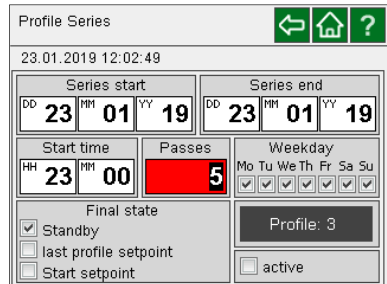 Profile Series
?
23.01.2019 12:02:49
Series start
Series end
DD 23 MM 01 YY 19
DD 23 MM 01 YY 19
Start time
Passes
Weekday
HH 23 MM 00
5
Mo Tu We Th Fr Sa Su
Final state
Standby
last profile setpoint
Start setpoint
Profile: 3
active